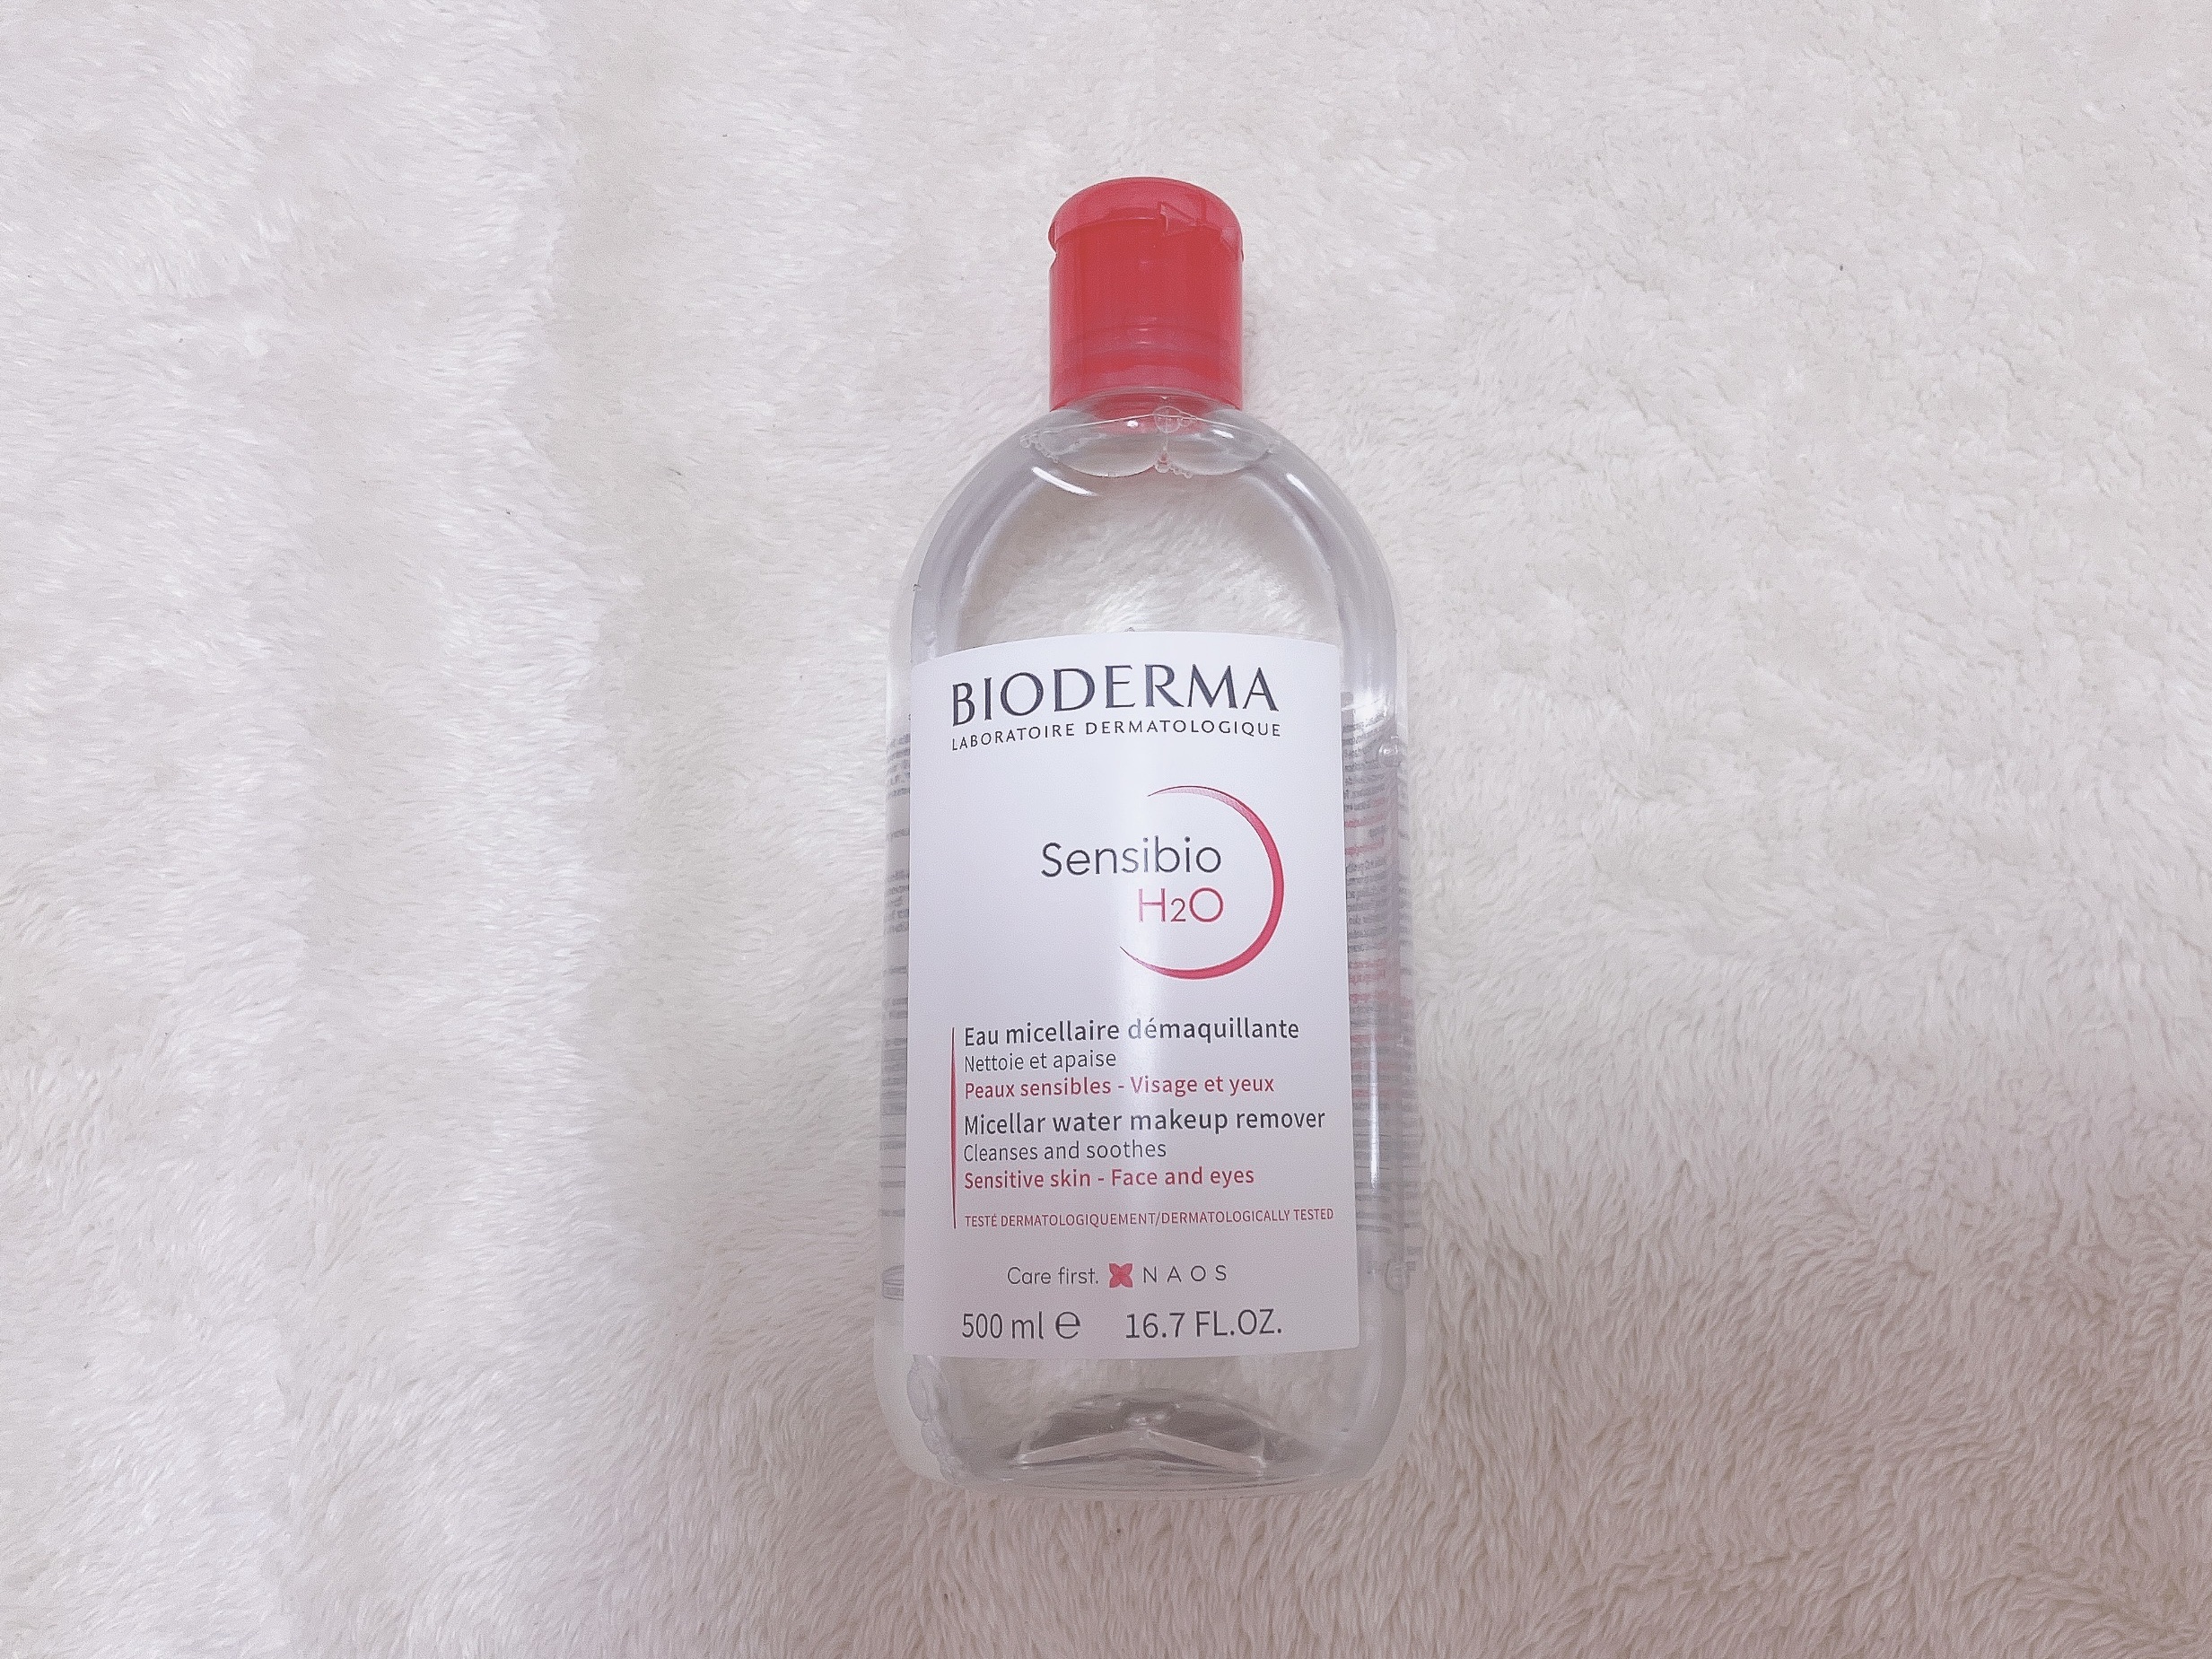 BIODERMA
LABORATOIRE DERMATOLOGIQUE
Sensibio
H2O
Eau micellaire démaquillante
Nettoie et apaise
Peaux sensibles - Visage et yeux
Micellar water makeup remover
Cleanses and soothes
Sensitive skin - Face and eyes
TESTÉ DERMATOLOGIQUEMENT/DERMATOLOGICALLY TESTED
Care first. NAOS
500 ml ℮ 16.7 FL.OZ.